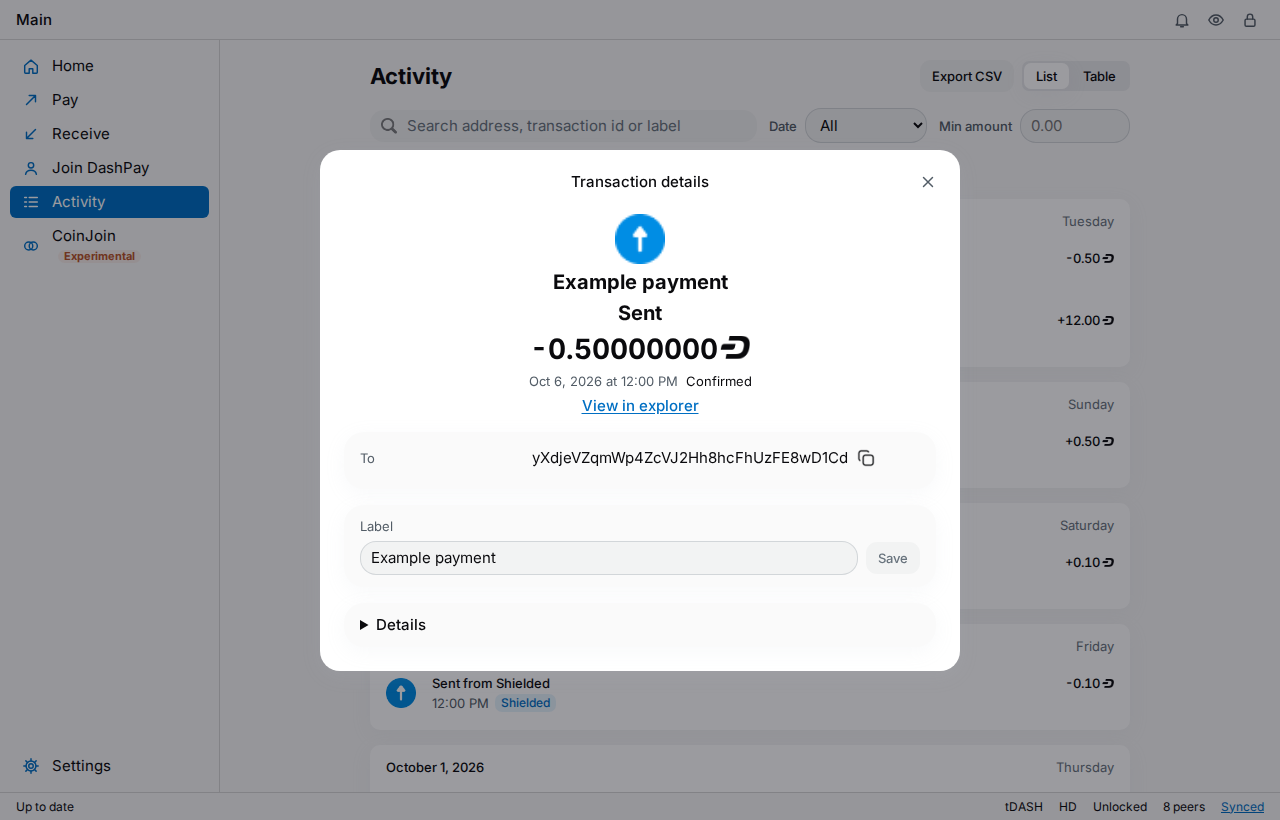 Main
Home
Pay
Receive
Join DashPay
Activity
CoinJoin
Experimental
Settings
Activity
Export CSV
List
Table
Search address, transaction id or label
Date
All
Min amount
0.00
Tuesday
-0.50
+12.00
Sunday
+0.50
Saturday
+0.10
Friday
Sent from Shielded
12:00 PM
Shielded
-0.10
October 1, 2026
Thursday
Transaction details
Example payment
Sent
-0.50000000
Oct 6, 2026 at 12:00 PM Confirmed
View in explorer
To
yXdjeVZqmWp4ZcVJ2Hh8hcFhUzFE8wD1Cd
Label
Example payment
Save
Details
Up to date
tDASH
HD
Unlocked
8 peers
Synced